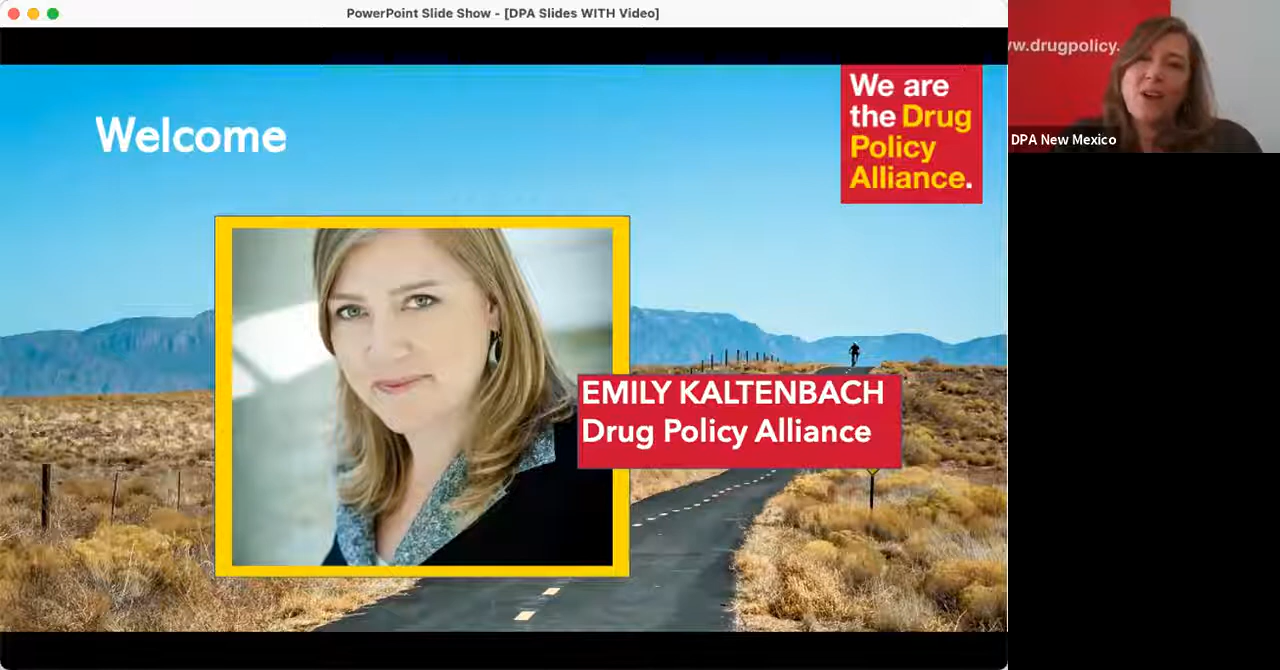 PowerPoint Slide Show - [DPA Slides WITH Video]
Welcome
We are
the Drug
Policy
Alliance.
EMILY KALTENBACH
Drug Policy Alliance
w.drugpolicy.
DPA New Mexico